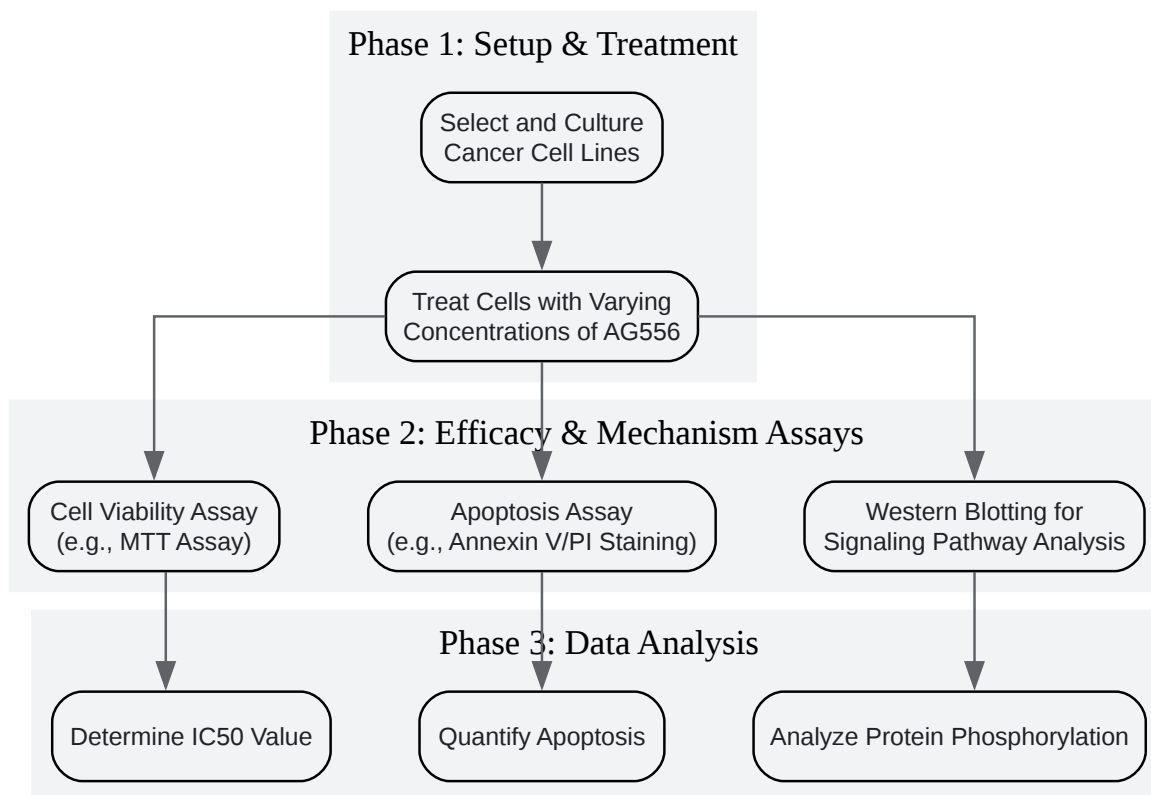 Phase 1: Setup & Treatment
Select and Culture
Cancer Cell Lines
Treat Cells with Varying
Concentrations of AG556
Phase 2: Efficacy & Mechanism Assays
Cell Viability Assay
(e.g., MTT Assay)
Apoptosis Assay
(e.g., Annexin V/PI Staining)
Western Blotting for
Signaling Pathway Analysis
Phase 3: Data Analysis
Determine IC50 Value
Quantify Apoptosis
Analyze Protein Phosphorylation